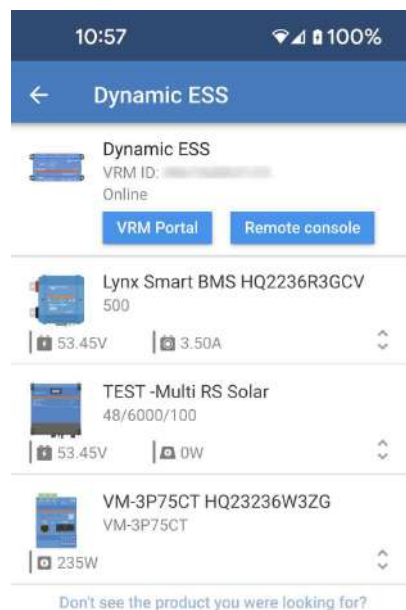 10:57
100%
Dynamic ESS
Dynamic ESS
VRM ID:
Online
VRM Portal
Remote console
Lynx Smart BMS HQ2236R3GCV
500
53.45V
3.50A
TEST -Multi RS Solar
48/6000/100
53.45V
0W
VM-3P75CT HQ23236W3ZG
VM-3P75CT
235W
Don't see the product you were looking for?